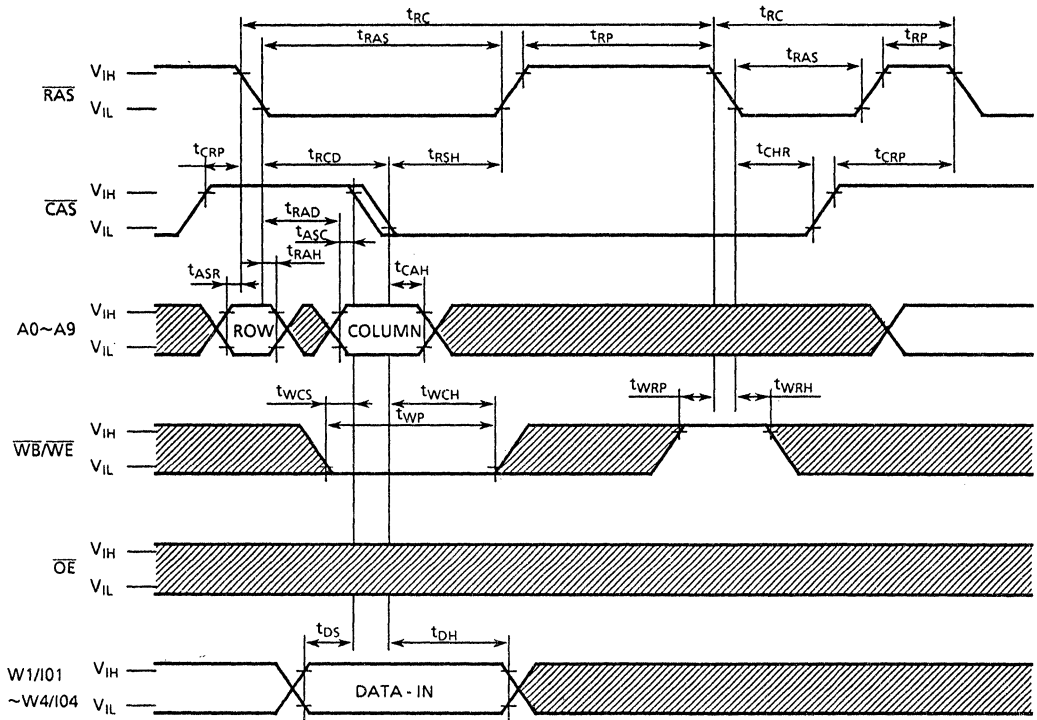 tRC tRC
tRAS tRP tRAS tRP
RAS VIH
VIL
tCRP tRCD tRSH tCHR tCRP
CAS VIH
VIL
tRAD
tASC
tRAH
tASR tCAH
A0~A9 VIH
VIL
ROW COLUMN
tWCS tWCH tWRP tWRH
tWP
WB/WE VIH
VIL
OE VIH
VIL
tDS tDH
W1/I01
~W4/I04
VIH
VIL
DATA - IN